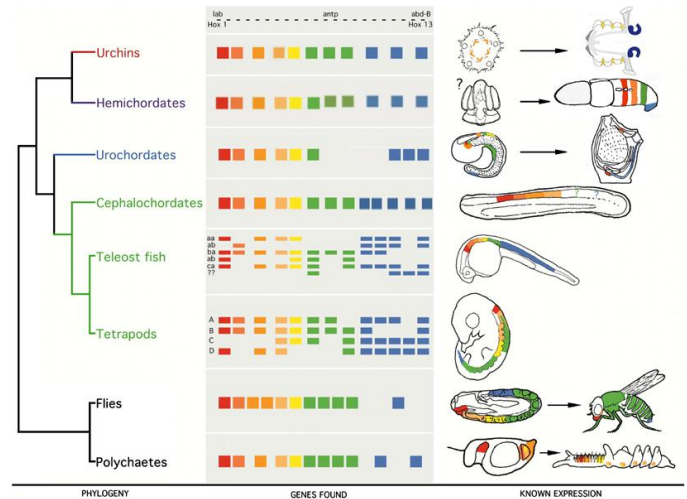 lab antp abd-B
Hox 1 Hox 13
Urchins
?
Hemichordates
Urochordates
Cephalochordates
? ?
aa
ab
ba
ab
ca
??
Teleost fish
A
B
C
D
Tetrapods
Flies
Polychaetes
PHYLOGENY GENES FOUND KNOWN EXPRESSION